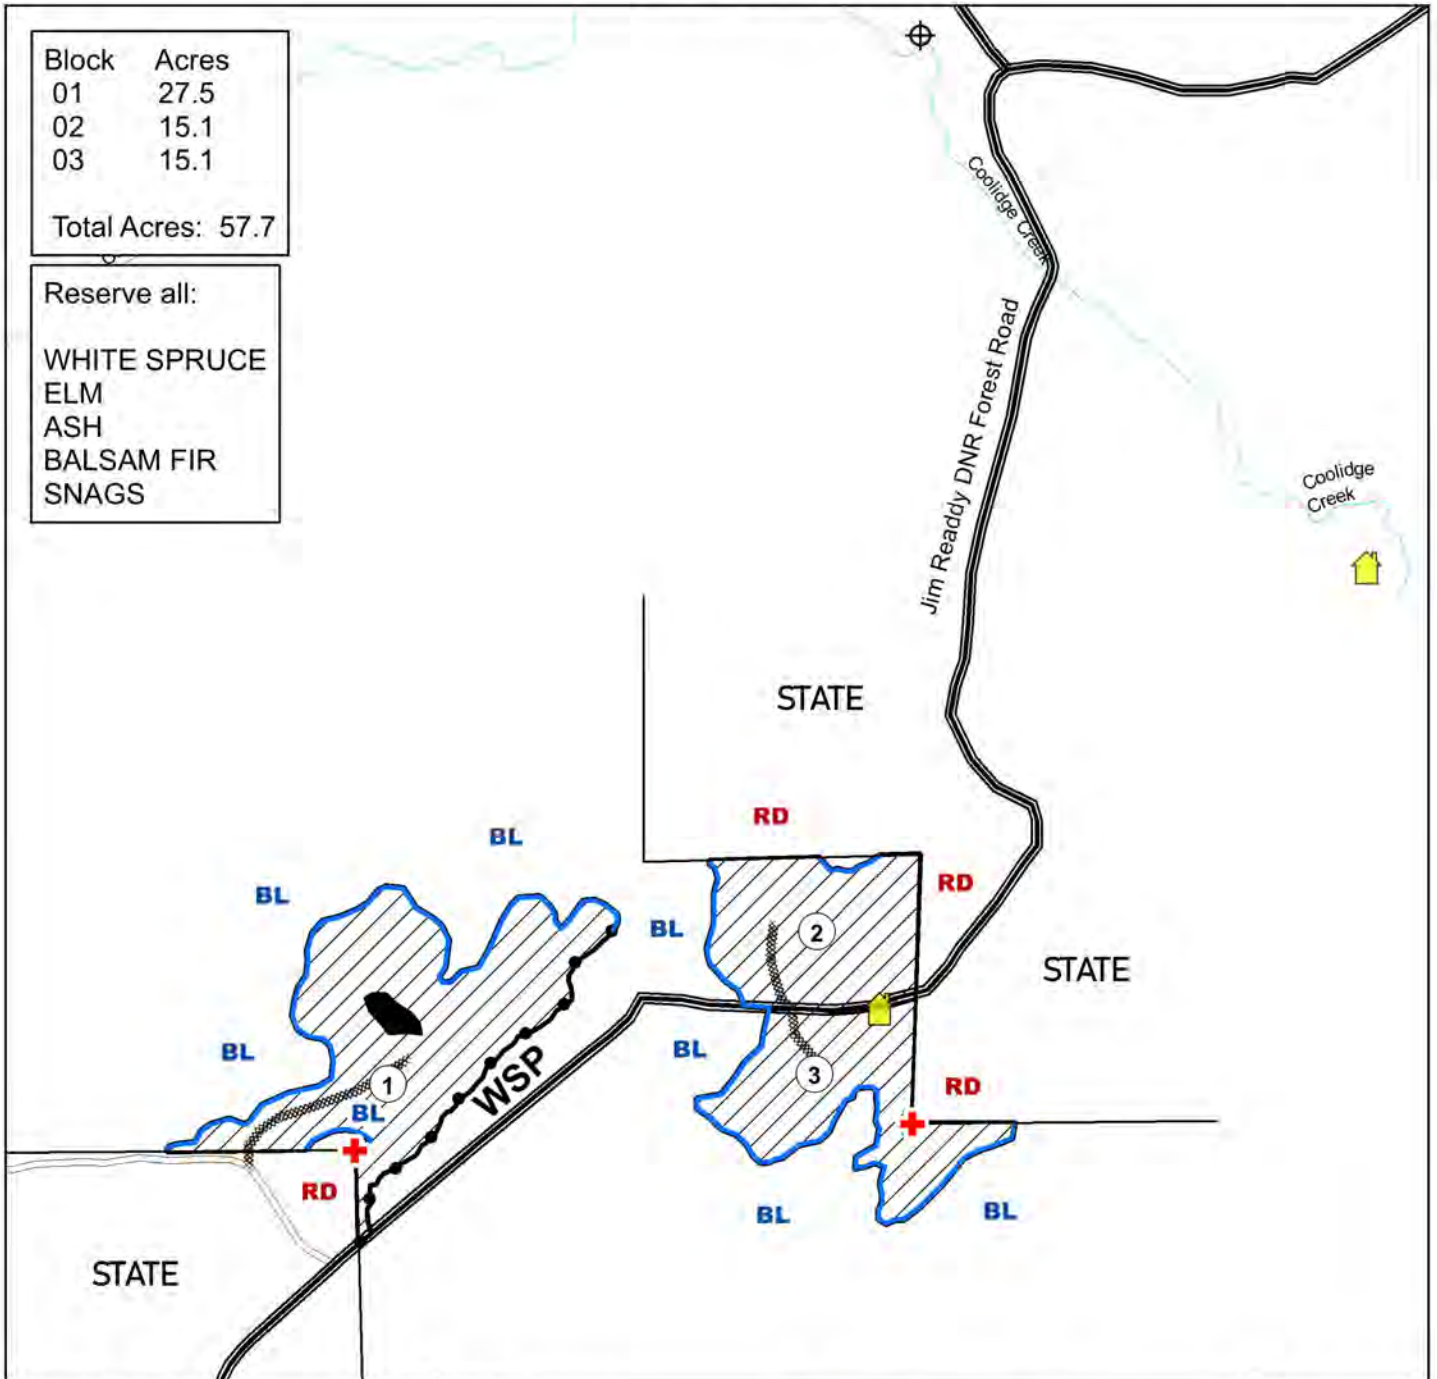 Block Acres
01 27.5
02 15.1
03 15.1
Total Acres: 57.7
Reserve all:
WHITE SPRUCE
ELM
ASH
BALSAM FIR
SNAGS
Coolidge Creek
Jim Readdy DNR Forest Road
Coolidge
Creek
STATE
RD
BL
BL
RD
BL
2
STATE
BL
BL
WSP
3
1
BL
RD
RD
BL
BL
STATE